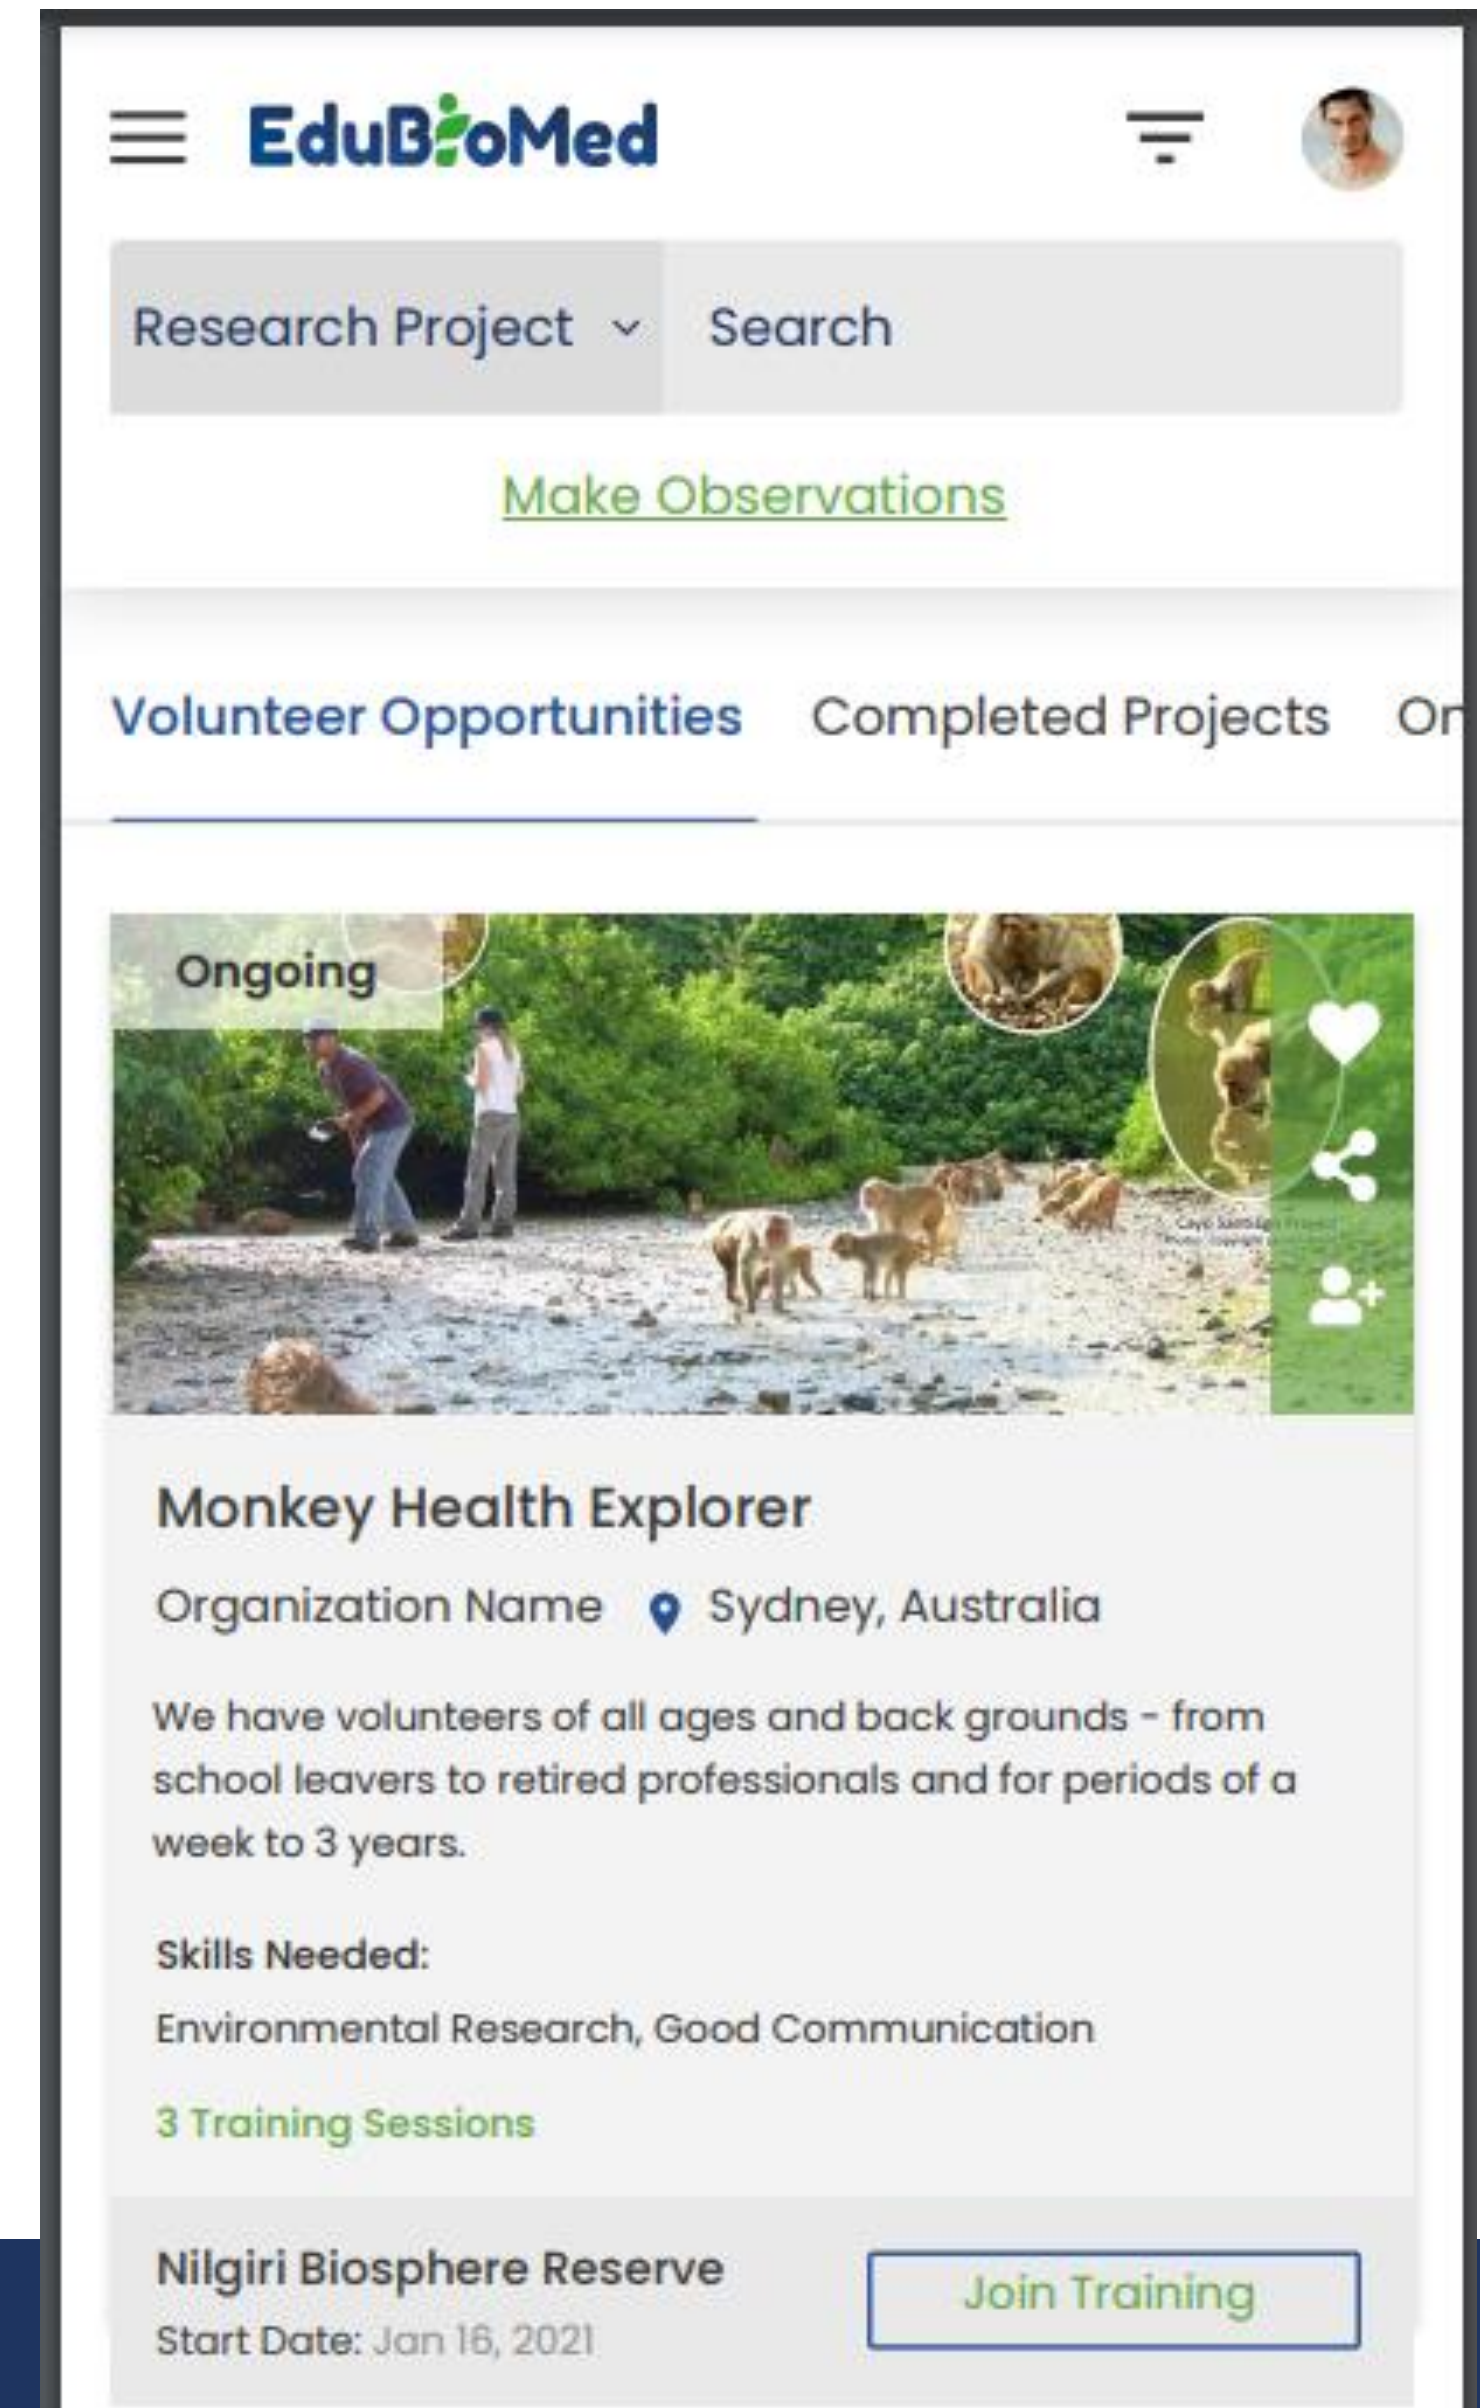 EduBioMed
Research Project
Search
Make Observations
Volunteer Opportunities
Completed Projects
On
Ongoing
Monkey Health Explorer
Organization Name
Sydney, Australia
We have volunteers of all ages and back grounds - from
school leavers to retired professionals and for periods of a
week to 3 years.
Skills Needed:
Environmental Research, Good Communication
3 Training Sessions
Nilgiri Biosphere Reserve
Join Training
Start Date: Jan 16, 2021